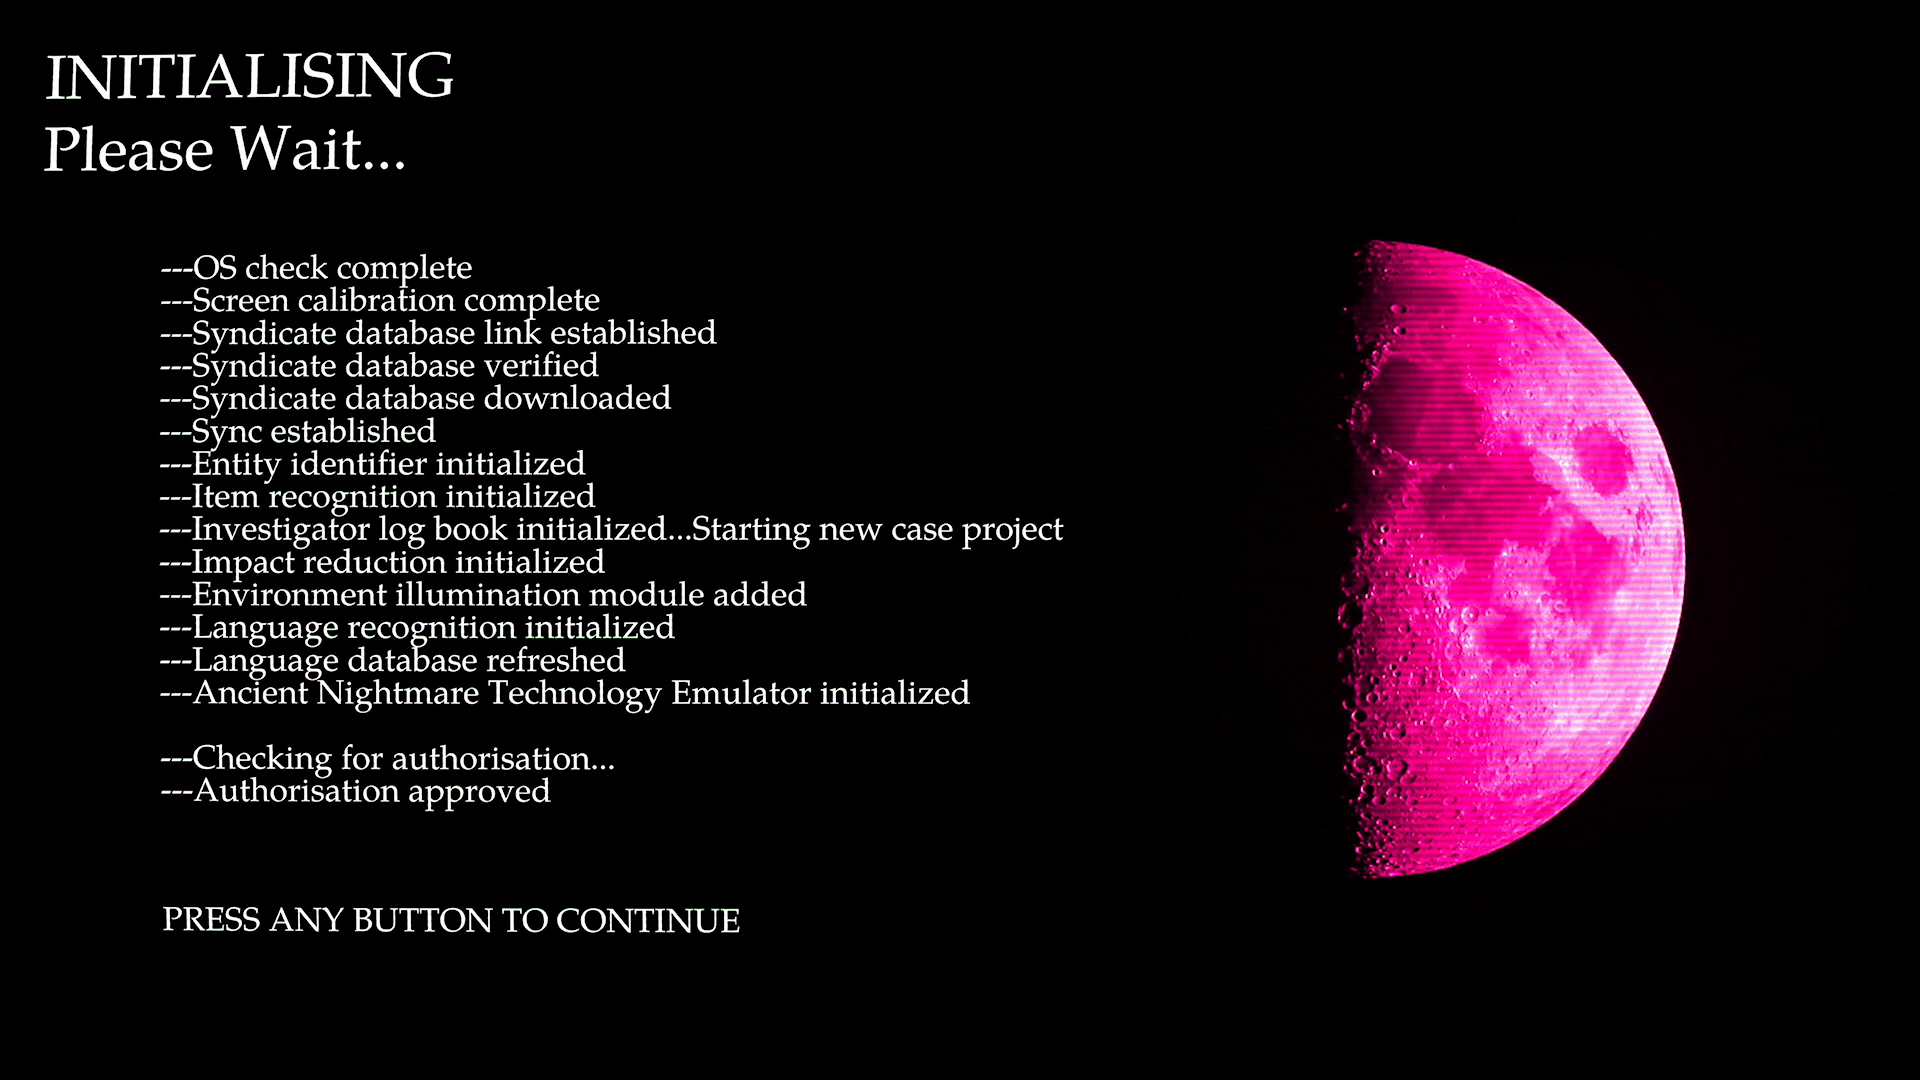 INITIALISING
Please Wait...
---OS check complete
---Screen calibration complete
---Syndicate database link established
---Syndicate database verified
---Syndicate database downloaded
---Sync established
---Entity identifier initialized
---Item recognition initialized
---Investigator log book initialized...Starting new case project
---Impact reduction initialized
---Environment illumination module added
---Language recognition initialized
---Language database refreshed
---Ancient Nightmare Technology Emulator initialized
---Checking for authorisation...
---Authorisation approved
PRESS ANY BUTTON TO CONTINUE